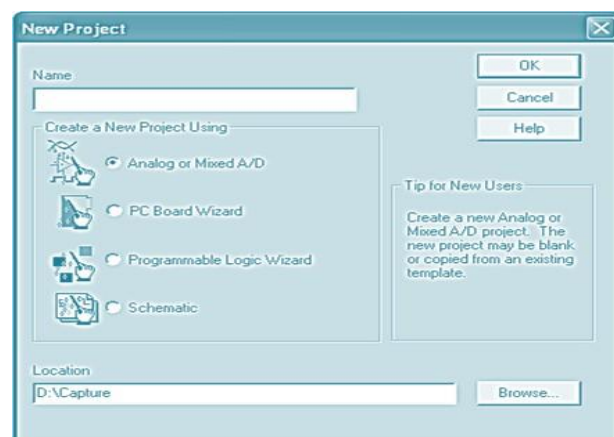 New Project
Name
OK
Cancel
Help
Create a New Project Using
Analog or Mixed A/D
PC Board Wizard
Programmable Logic Wizard
Schematic
Tip for New Users
Create a new Analog or
Mixed A/D project. The
new project may be blank
or copied from an existing
template.
Location
D:\Capture
Browse...